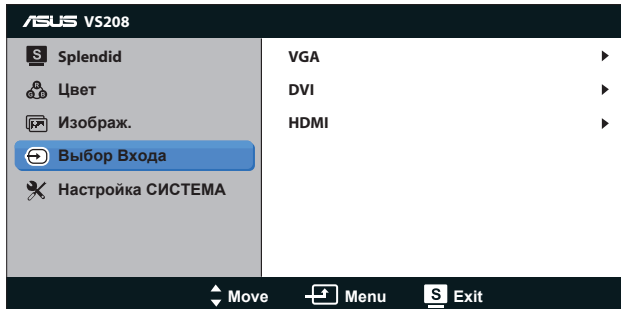 ASUS VS208
S Splendid
Цвет
Изображ.
Выбор Входа
Настройка СИСТЕМА
VGA
DVI
HDMI
Move Menu S Exit